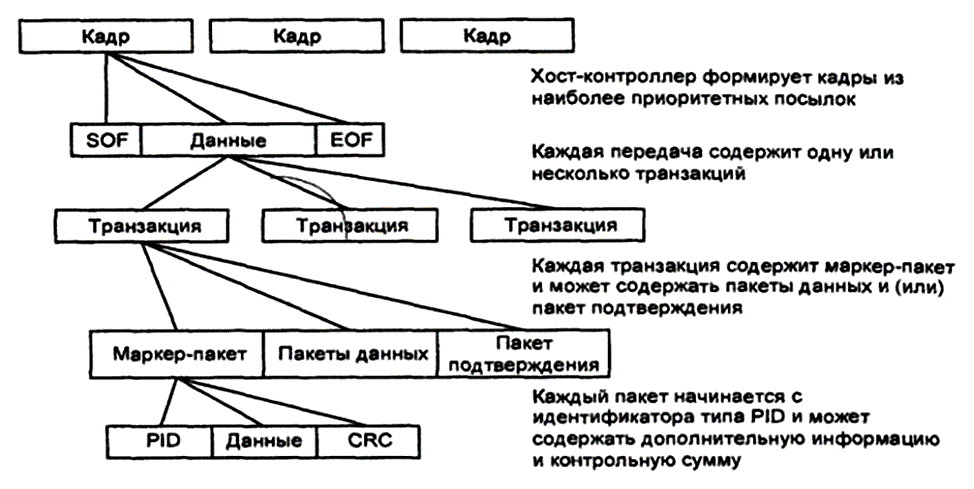 Кадр Кадр Кадр
Хост-контроллер формирует кадры из
наиболее приоритетных посылок
SOF Данные EOF
Каждая передача содержит одну или
несколько транзакций
Транзакция Транзакция Транзакция
Каждая транзакция содержит маркер-пакет
и может содержать пакеты данных и (или)
пакет подтверждения
Маркер-пакет Пакеты данных Пакет
подтверждения
Каждый пакет начинается с
идентификатора типа PID и может
содержать дополнительную информацию
и контрольную сумму
PID Данные CRC